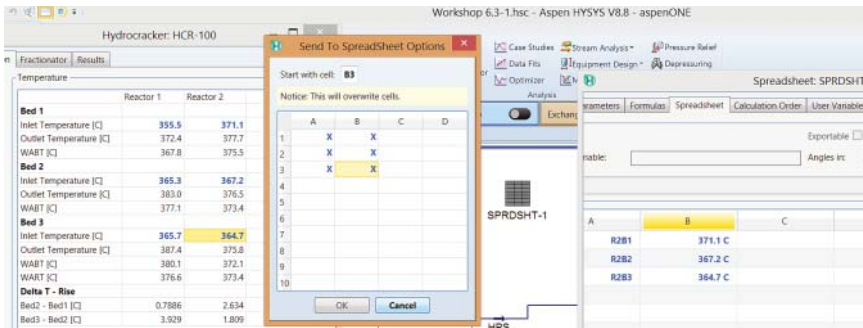 Workshop 6.3-1.hsc - Aspen HYSYS V8.8 - aspenONE
Hydrocracker: HCR-100
Fractionator Results
Temperature
Reactor 1 Reactor 2
Bed 1
Inlet Temperature [C] 355.5 371.1
Outlet Temperature [C] 372.4 377.7
WABT [C] 367.8 375.5
Bed 2
Inlet Temperature [C] 365.3 367.2
Outlet Temperature [C] 383.0 376.5
WABT [C] 377.1 373.4
Bed 3
Inlet Temperature [C] 365.7 364.7
Outlet Temperature [C] 387.4 375.8
WABT [C] 380.1 372.1
WART [C] 376.6 373.4
Delta T - Rise
Bed2 - Bed1 [C] 0.7886 2.634
Bed3 - Bed2 [C] 3.929 1.809
Send To SpreadSheet Options
Start with cell: B3
Notice: This will overwrite cells.
A B C D
1 X X
2 X X
3 X X
4
5
6
7
8
9
10
OK Cancel
Case Studies Stream Analysis Pressure Relief
Data Fits Equipment Design Depressuring
Optimizer
Analysis
Exchan
SPRDSHT-1
HPS
Spreadsheet: SPRDSHT
rameters Formulas Spreadsheet Calculation Order User Variable
Exportable
riable: Angles in:
A B C
R2B1 371.1 C
R2B2 367.2 C
R2B3 364.7 C